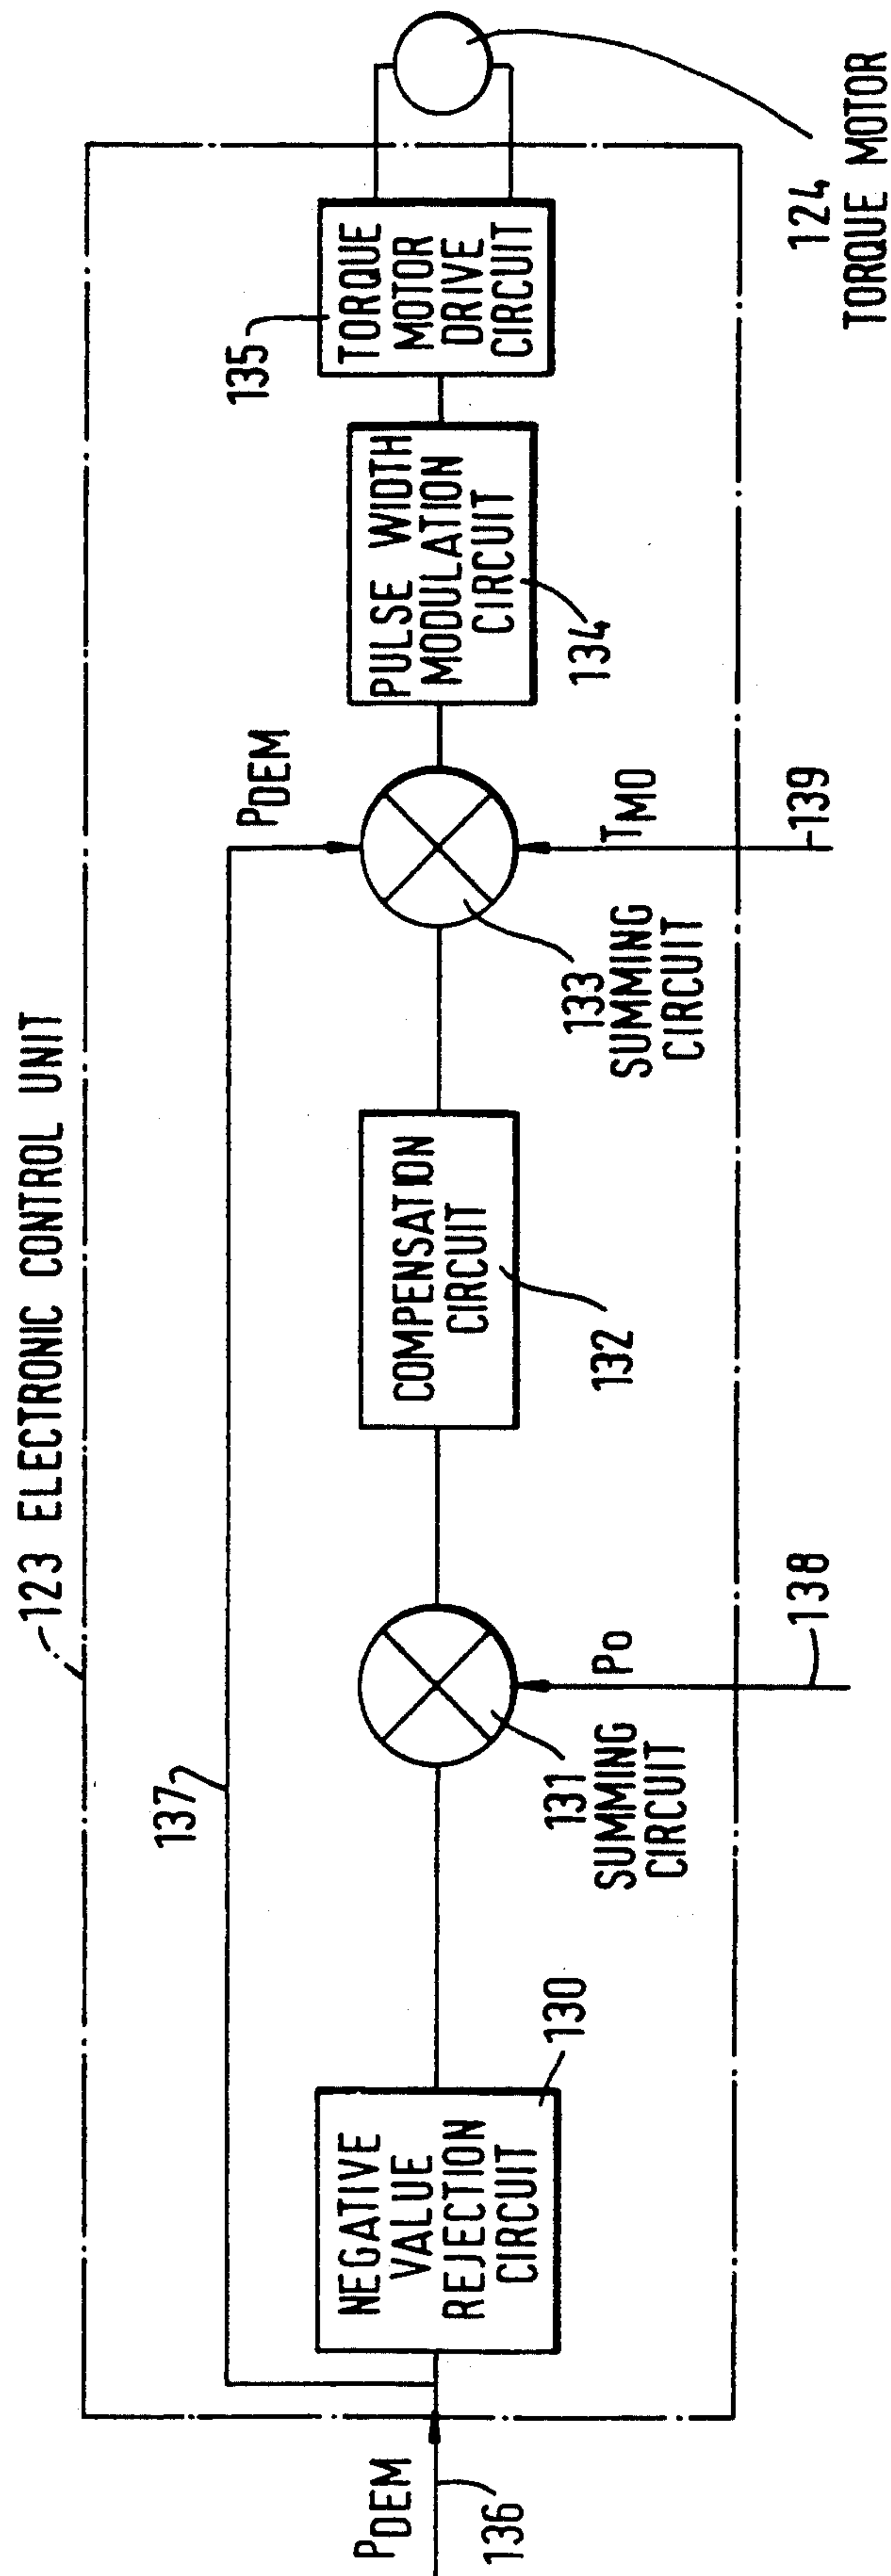 123 ELECTRONIC CONTROL UNIT
137
PDEM
136
NEGATIVE
VALUE
REJECTION
CIRCUIT
130
131
SUMMING
CIRCUIT
PO
138
COMPENSATION
CIRCUIT
132
PDEM
133
SUMMING
CIRCUIT
TMO
139
PULSE WIDTH
MODULATION
CIRCUIT
134
135
TORQUE
MOTOR
DRIVE
CIRCUIT
124
TORQUE MOTOR